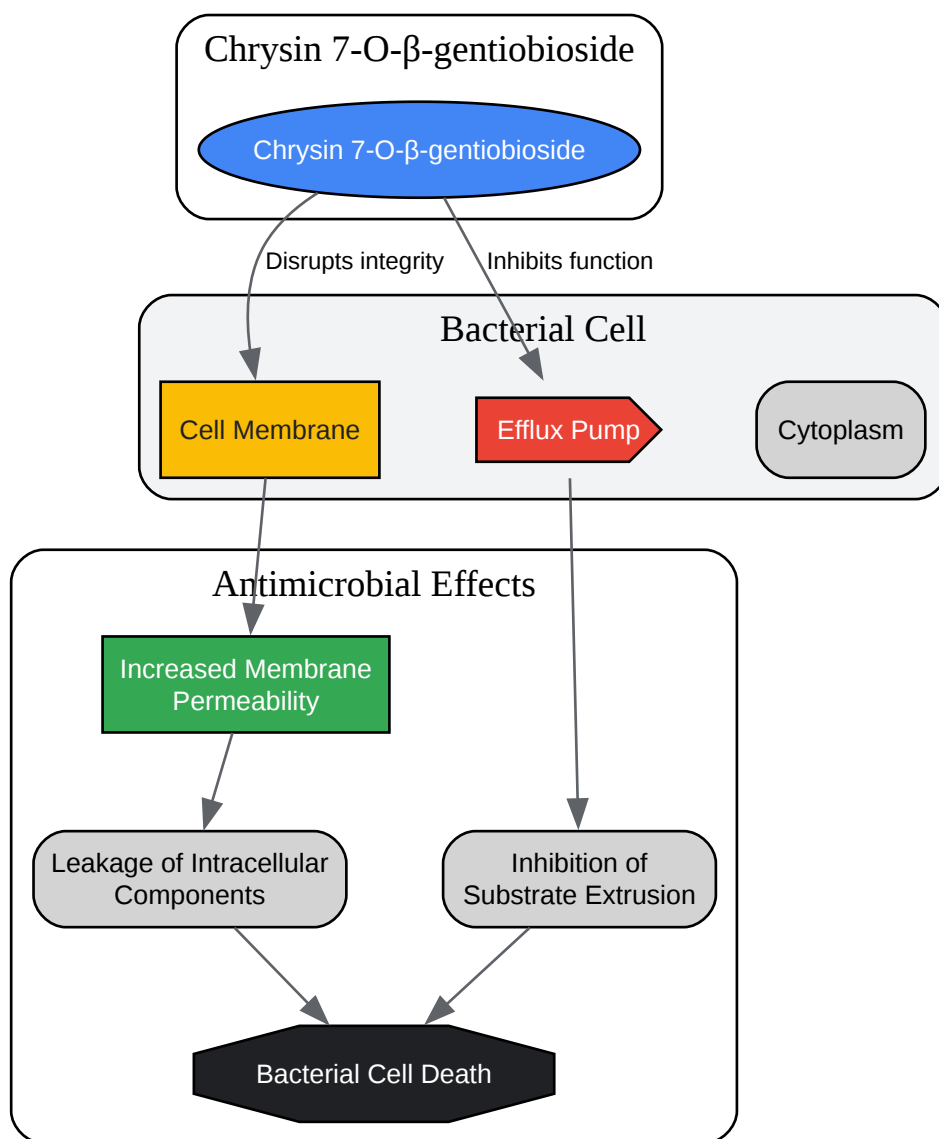 Chrysin 7-O-β-gentiobioside
Chrysin 7-O-β-gentiobioside
Disrupts integrity
Inhibits function
Bacterial Cell
Cell Membrane
Efflux Pump
Cytoplasm
Antimicrobial Effects
Increased Membrane
Permeability
Leakage of Intracellular
Components
Inhibition of
Substrate Extrusion
Bacterial Cell Death